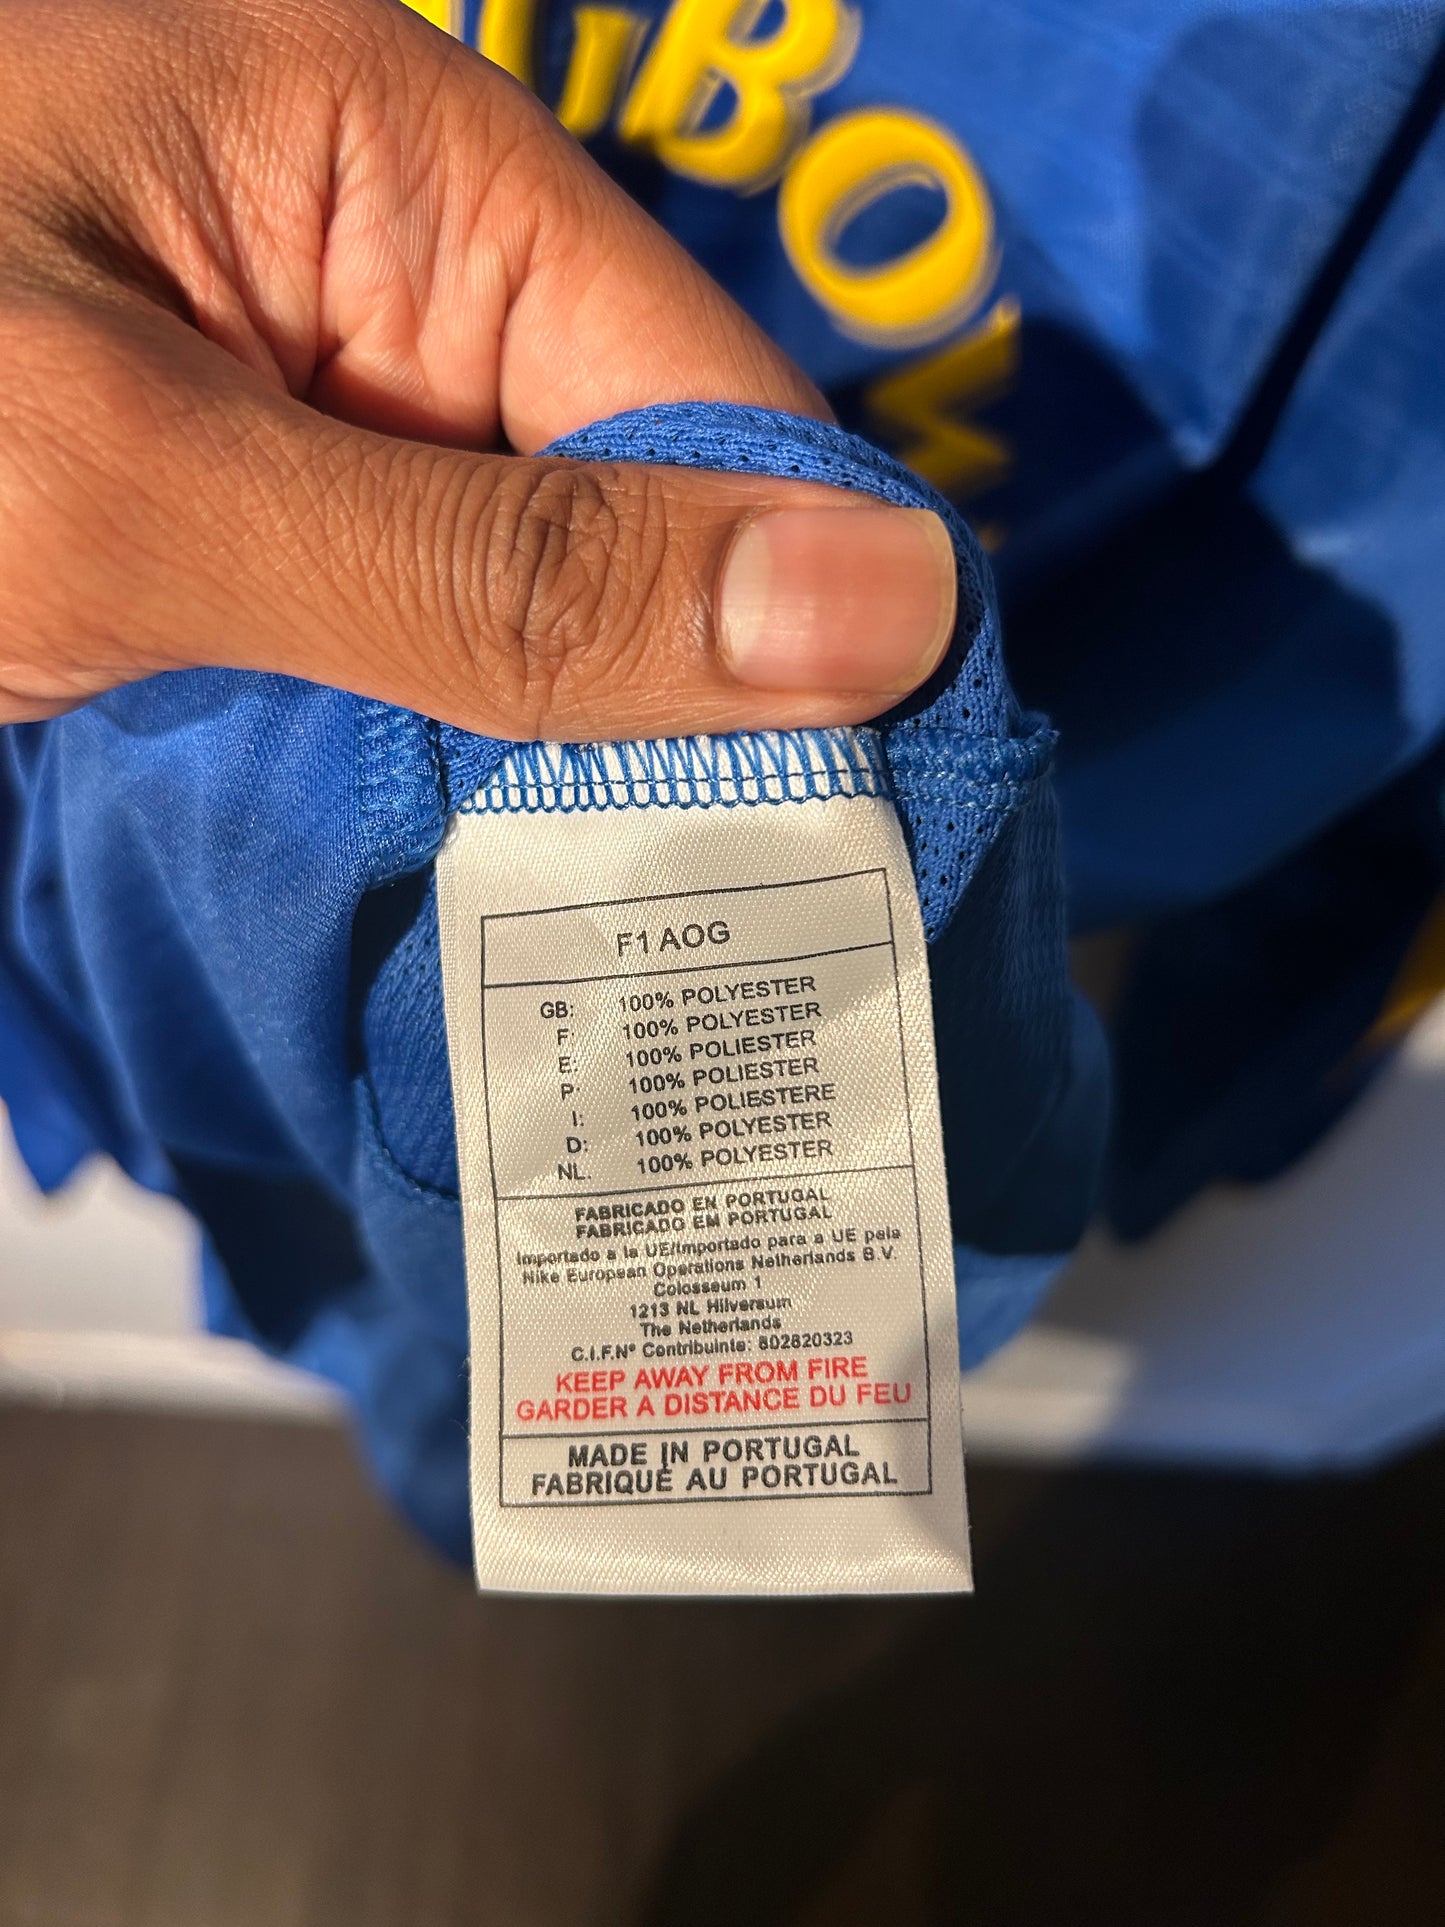 GBOV
F1 AOG
GB: 100% POLYESTER
F: 100% POLYESTER
E: 100% POLIESTER
P: 100% POLIESTER
I: 100% POLIESTERE
D: 100% POLYESTER
NL. 100% POLYESTER
FABRICADO EN PORTUGAL
FABRICADO EM PORTUGAL
Importado a la UE/Importado para a UE pela
Nike European Operations Netherlands B.V.
Colosseum 1
1213 NL Hilversum
The Netherlands
C.I.F.Nº Contribuinte: 802820323
KEEP AWAY FROM FIRE
GARDER A DISTANCE DU FEU
MADE IN PORTUGAL
FABRIQUÉ AU PORTUGAL